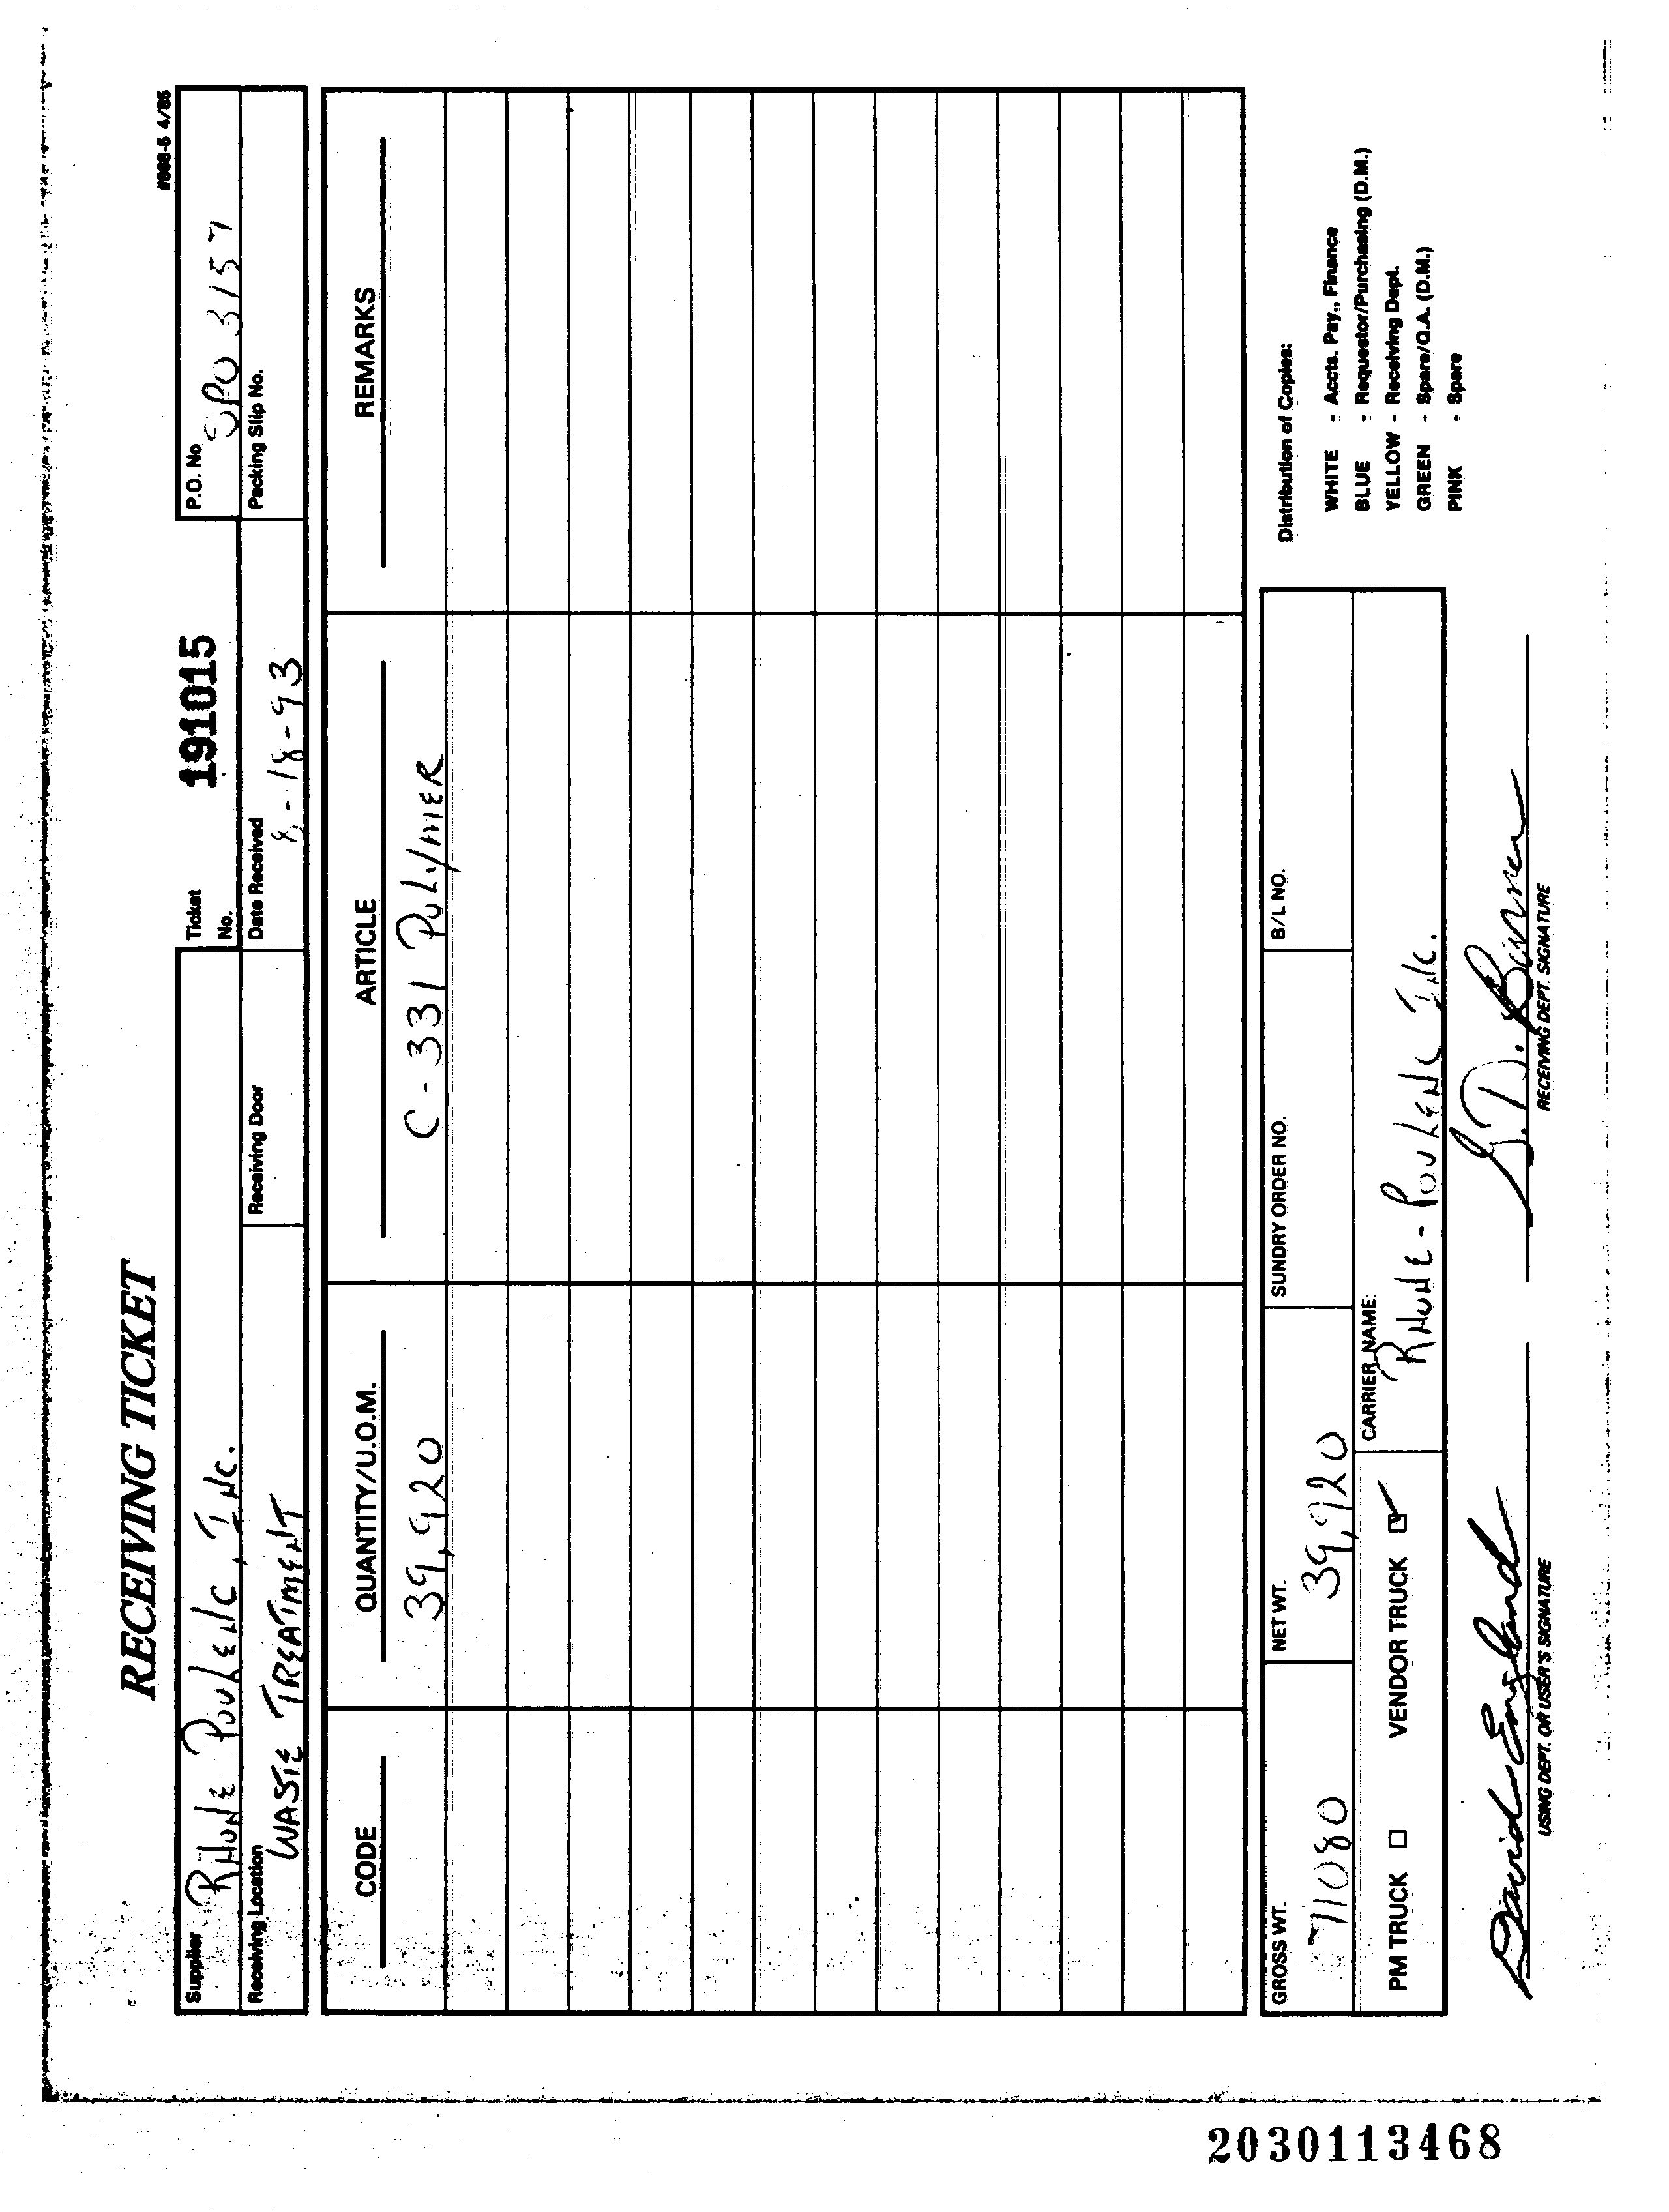 #868-5 4/85
RECEIVING TICKET
Supplier RHONE POULENC, INC.
Ticket No. 191015
P.O. No SPO 3157
Receiving Location WASTE TREATMENT
Receiving Door
Date Received 8-18-93
Packing Slip No.
CODE QUANTITY/U.O.M. ARTICLE REMARKS
39,920 C-331 POLYMER
GROSS WT. 71080
NET WT. 39,920
SUNDRY ORDER NO.
B/L NO.
PM TRUCK ☐ VENDOR TRUCK ☑
CARRIER NAME: RHONE-POULENC INC.
Distribution of Copies:
WHITE - Accts. Pay., Finance
BLUE - Requestor/Purchasing (D.M.)
YELLOW - Receiving Dept.
GREEN - Spare/Q.A. (D.M.)
PINK - Spare
David England
USING DEPT. OR USER'S SIGNATURE
RECEIVING DEPT. SIGNATURE
2030113468